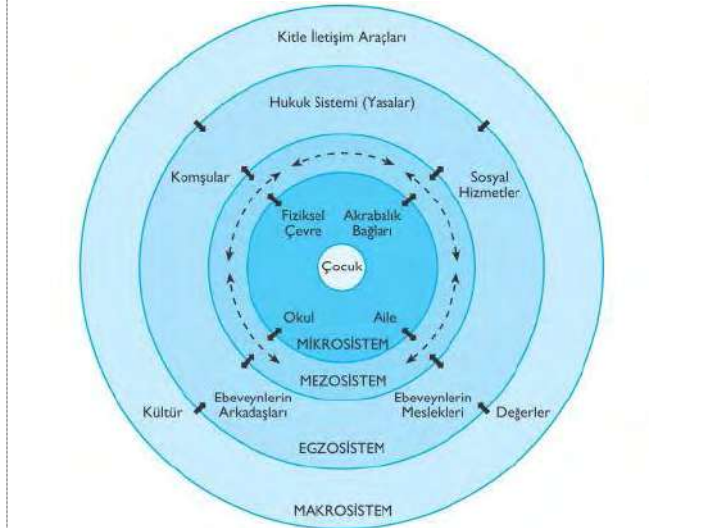 Kitle İletişim Araçları
Hukuk Sistemi (Yasalar)
Komşular
Sosyal
Hizmetler
Fiziksel
Çevre
Akrabalık
Bağları
Çocuk
Okul
Aile
MİKROSİSTEM
MEZOSİSTEM
Ebeveynlerin
Arkadaşları
Ebeveynlerin
Meslekleri
Kültür
Değerler
EGZOSİSTEM
MAKROSİSTEM